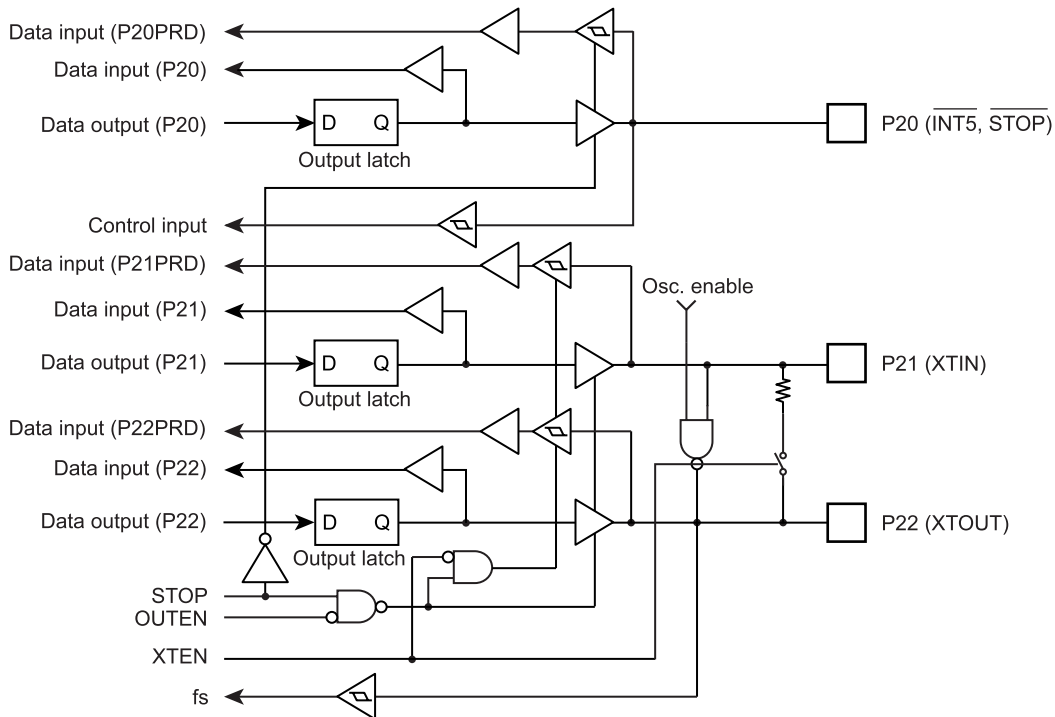 Data input (P20PRD)
Data input (P20)
Data output (P20)
D Q
Output latch
P20 (INT5, STOP)
Control input
Data input (P21PRD)
Osc. enable
Data input (P21)
Data output (P21)
D Q
Output latch
P21 (XTIN)
Data input (P22PRD)
Data input (P22)
Data output (P22)
D Q
Output latch
P22 (XTOUT)
STOP
OUTEN
XTEN
fs